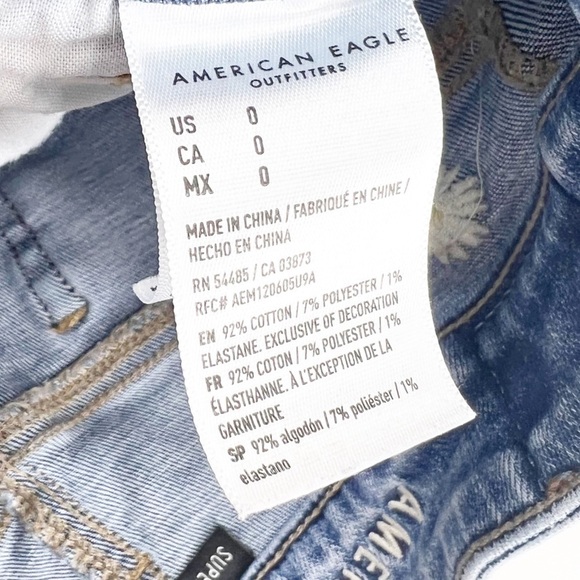 AMERICAN EAGLE
OUTFITTERS
US 0
CA 0
MX 0
MADE IN CHINA / FABRIQUÉ EN CHINE /
HECHO EN CHINA
RN 54485 / CA 03873
RFC# AEM120605U9A
EN 92% COTTON / 7% POLYESTER / 1%
ELASTANE. EXCLUSIVE OF DECORATION
FR 92% COTON / 7% POLYESTER / 1%
ÉLASTHANNE. À L'EXCEPTION DE LA
GARNITURE
SP 92% algodón / 7% poliéster / 1%
elastano
SUPE
AME